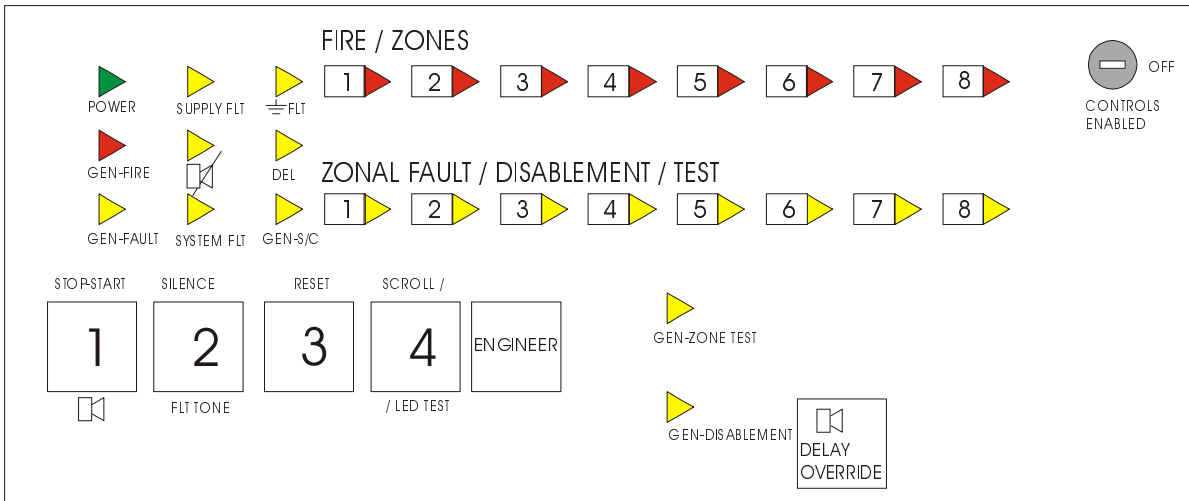 FIRE / ZONES
1 2 3 4 5 6 7 8
OFF
POWER SUPPLY FLT FLT
CONTROLS
ENABLED
GEN-FIRE DEL
ZONAL FAULT / DISABLEMENT / TEST
1 2 3 4 5 6 7 8
GEN-FAULT SYSTEM FLT GEN-S/C
STOP-START SILENCE RESET SCROLL /
1 2 3 4 ENGINEER
FLT TONE / LED TEST
GEN-ZONE TEST
GEN-DISABLEMENT
DELAY
OVERRIDE